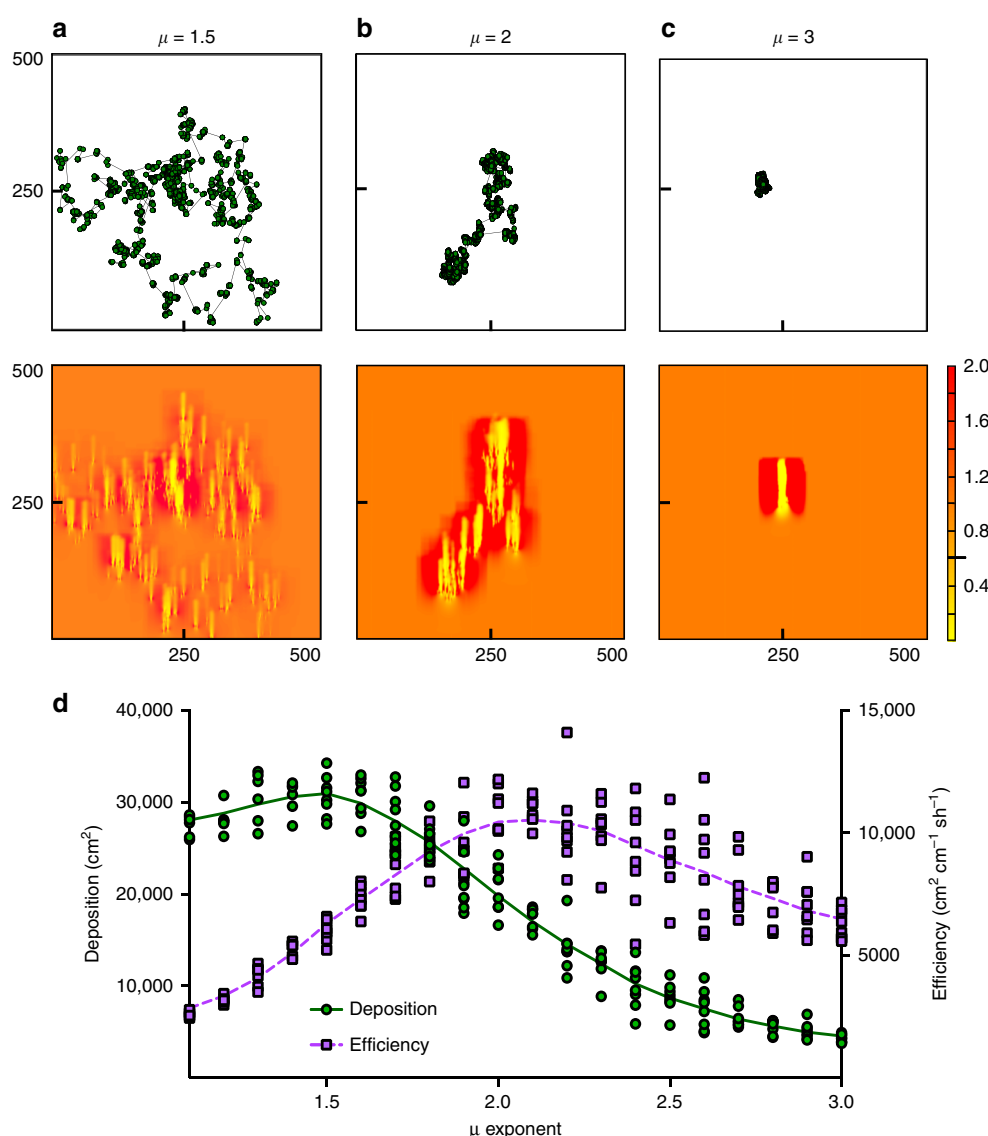 a
μ = 1.5
b
μ = 2
c
μ = 3
500
250
500
250
250
500
250
500
250
500
2.0
1.6
1.2
0.8
0.4
d
40,000
30,000
20,000
10,000
Deposition (cm²)
15,000
10,000
5000
Efficiency (cm² cm⁻¹ sh⁻¹)
Deposition
Efficiency
1.5
2.0
2.5
3.0
μ exponent